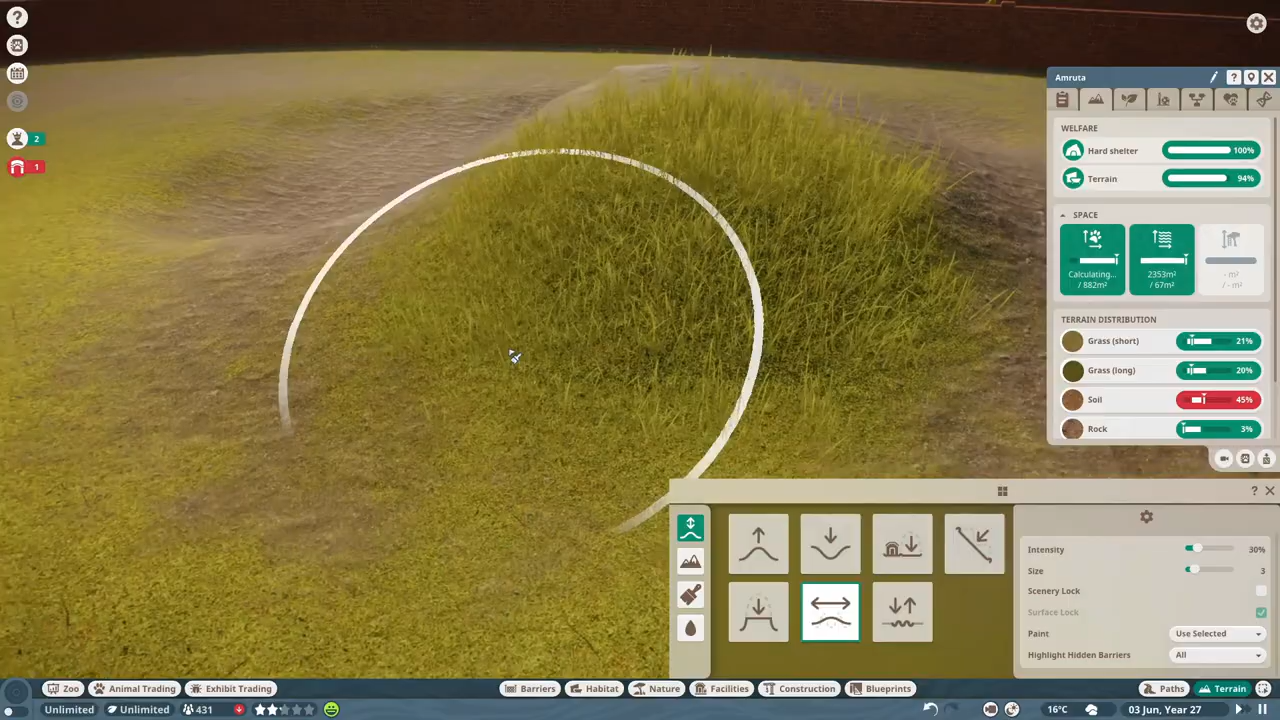 ?
Amruta
?
2
1
WELFARE
Hard shelter 100%
Terrain 94%
SPACE
Calculating... / 882m²
2353m² / 67m²
- m² / - m²
TERRAIN DISTRIBUTION
Grass (short) 21%
Grass (long) 20%
Soil 45%
Rock 3%
?
Intensity 30%
Size 3
Scenery Lock
Surface Lock
Paint Use Selected
Highlight Hidden Barriers All
Zoo Animal Trading Exhibit Trading Barriers Habitat Nature Facilities Construction Blueprints Paths Terrain
Unlimited Unlimited 431 16°C 03 Jun, Year 27